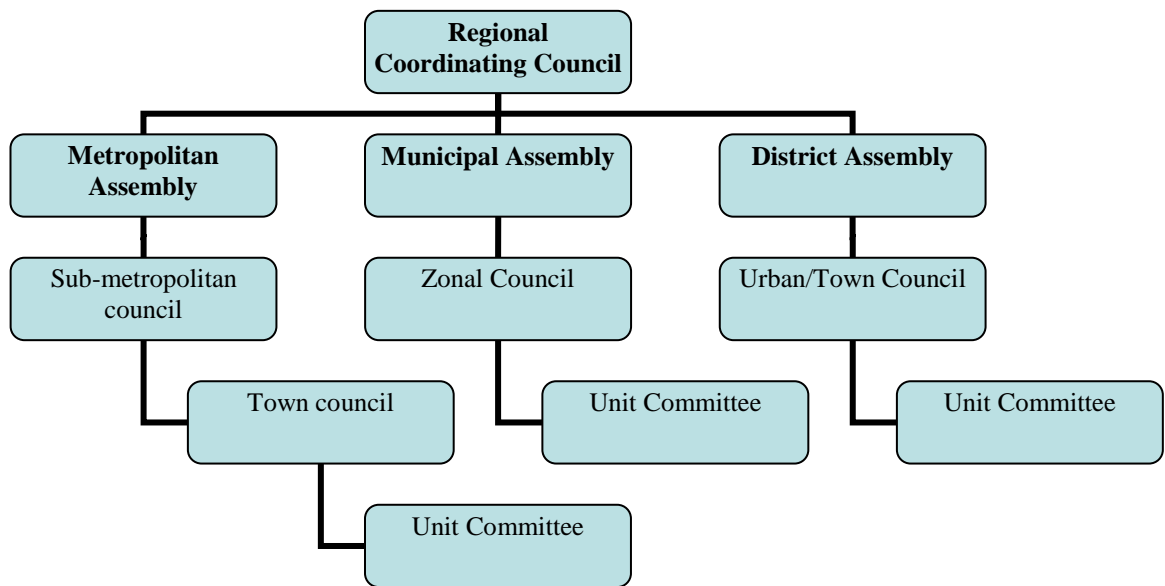 Regional
Coordinating Council
Metropolitan
Assembly
Municipal Assembly
District Assembly
Sub-metropolitan
council
Zonal Council
Urban/Town Council
Town council
Unit Committee
Unit Committee
Unit Committee